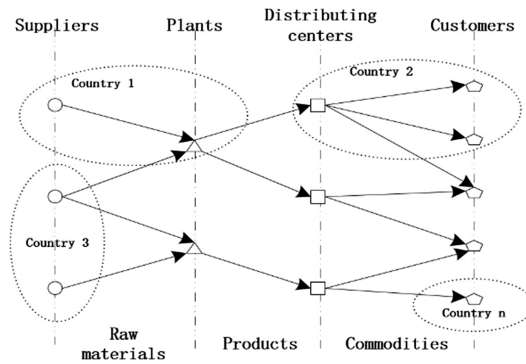 Suppliers
Plants
Distributing
centers
Customers
Country 1
Country 2
Country 3
Country n
Raw
materials
Products
Commodities